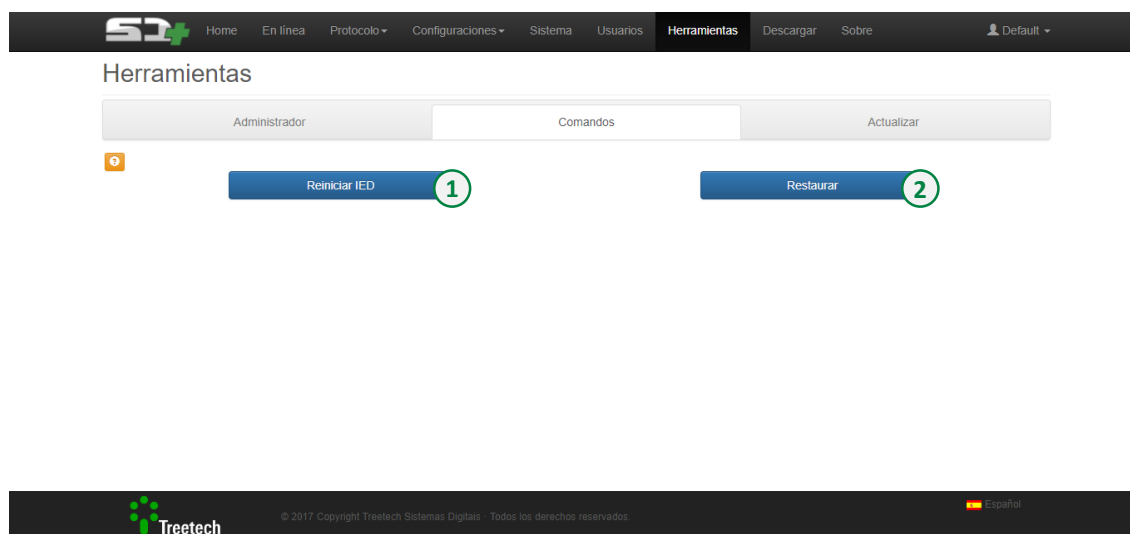 SD+ Home En línea Protocolo Configuraciones Sistema Usuarios Herramientas Descargar Sobre Default
Herramientas
Administrador Comandos Actualizar
Reiniciar IED 1 Restaurar 2
Español
Treetech © 2017 Copyright Treetech Sistemas Digitais - Todos los derechos reservados.